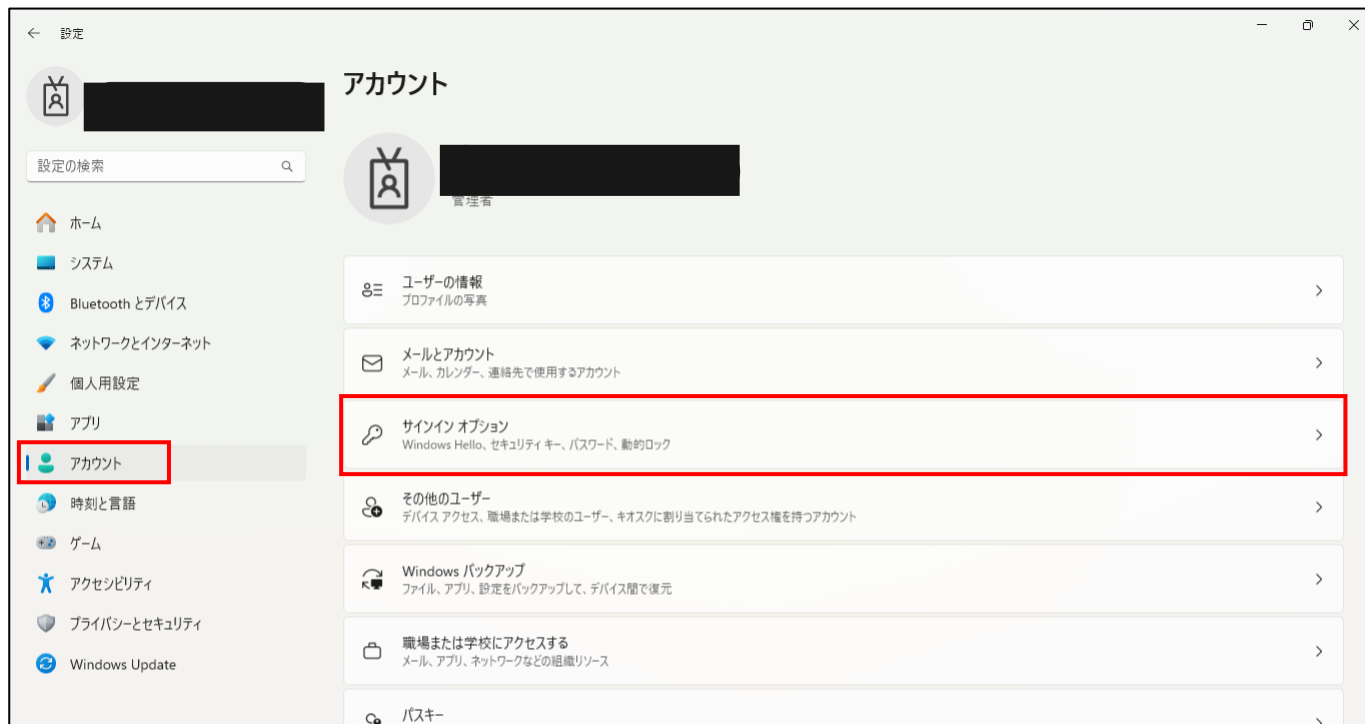 設定
設定の検索
ホーム
システム
Bluetooth とデバイス
ネットワークとインターネット
個人用設定
アプリ
アカウント
時刻と言語
ゲーム
アクセシビリティ
プライバシーとセキュリティ
Windows Update
アカウント
管理者
ユーザーの情報
プロファイルの写真
メールとアカウント
メール、カレンダー、連絡先で使用するアカウント
サインイン オプション
Windows Hello、セキュリティ キー、パスワード、動的ロック
その他のユーザー
デバイス アクセス、職場または学校のユーザー、キオスクに割り当てられたアクセス権を持つアカウント
Windows バックアップ
ファイル、アプリ、設定をバックアップして、デバイス間で復元
職場または学校にアクセスする
メール、アプリ、ネットワークなどの組織リソース
パスキー